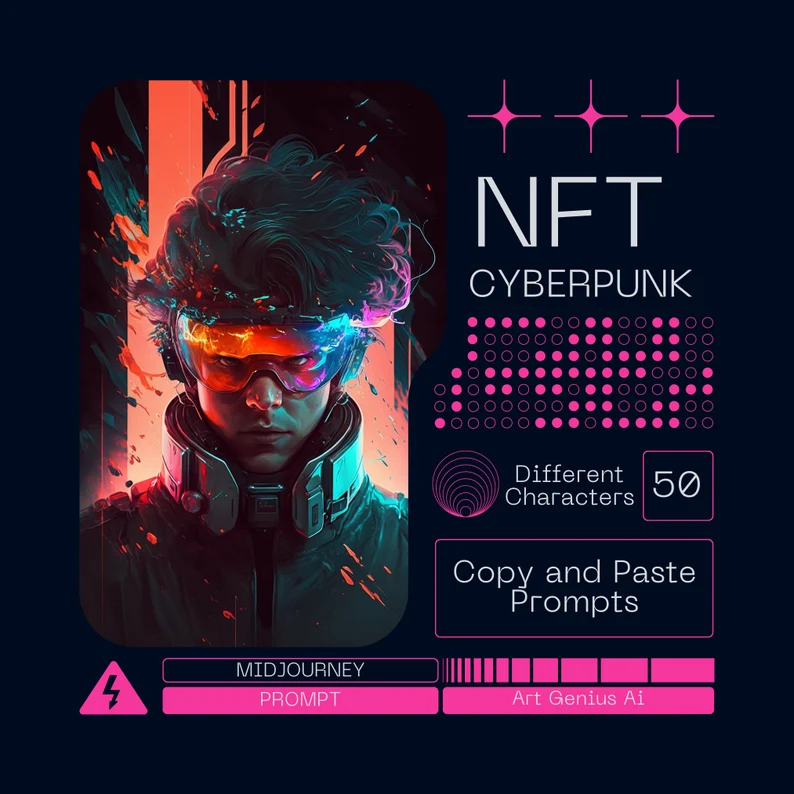 NFT
CYBERPUNK
Different
Characters
50
Copy and Paste
Prompts
MIDJOURNEY
PROMPT
Art Genius Ai